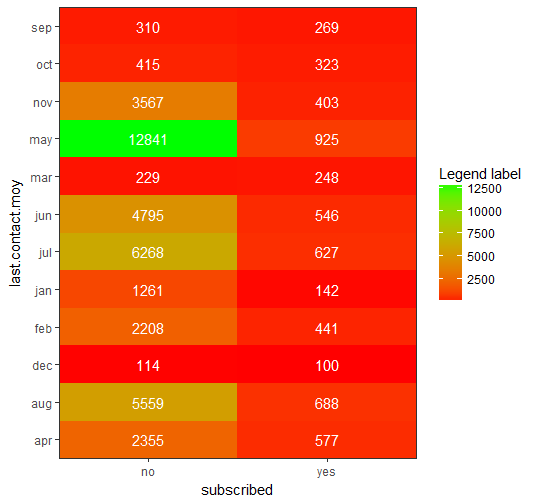 sep 310 269
oct 415 323
nov 3567 403
may 12841 925
mar 229 248
jun 4795 546
jul 6268 627
jan 1261 142
feb 2208 441
dec 114 100
aug 5559 688
apr 2355 577
no yes
subscribed
last.contact.moy
Legend label
12500
10000
7500
5000
2500